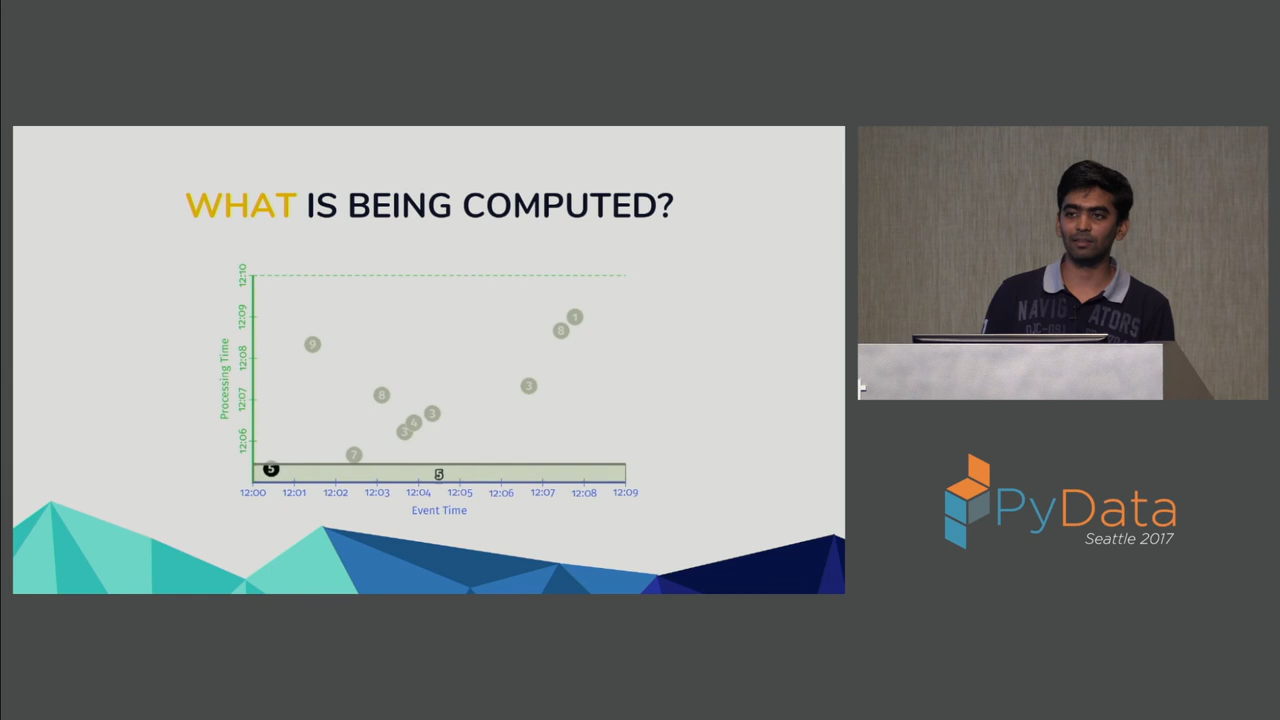 WHAT IS BEING COMPUTED?
12:10
12:09
12:08
12:07
12:06
Processing Time
9
8
3
4
3
7
5
3
8
1
5
12:00 12:01 12:02 12:03 12:04 12:05 12:06 12:07 12:08 12:09
Event Time
NAVIG ATORS
PyData
Seattle 2017